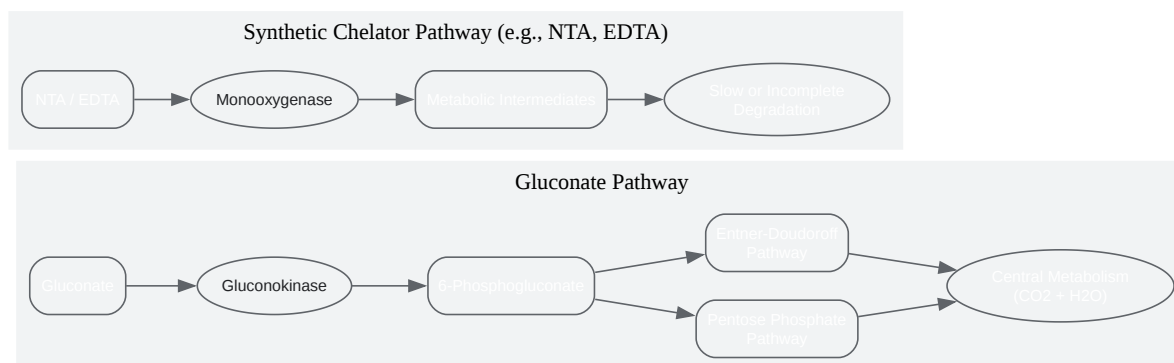 Synthetic Chelator Pathway (e.g., NTA, EDTA)
NTA / EDTA
Monooxygenase
Metabolic Intermediates
Slow or Incomplete
Degradation
Gluconate Pathway
Gluconate
Gluconokinase
6-Phosphogluconate
Entner-Doudoroff
Pathway
Pentose Phosphate
Pathway
Central Metabolism
(CO2 + H2O)